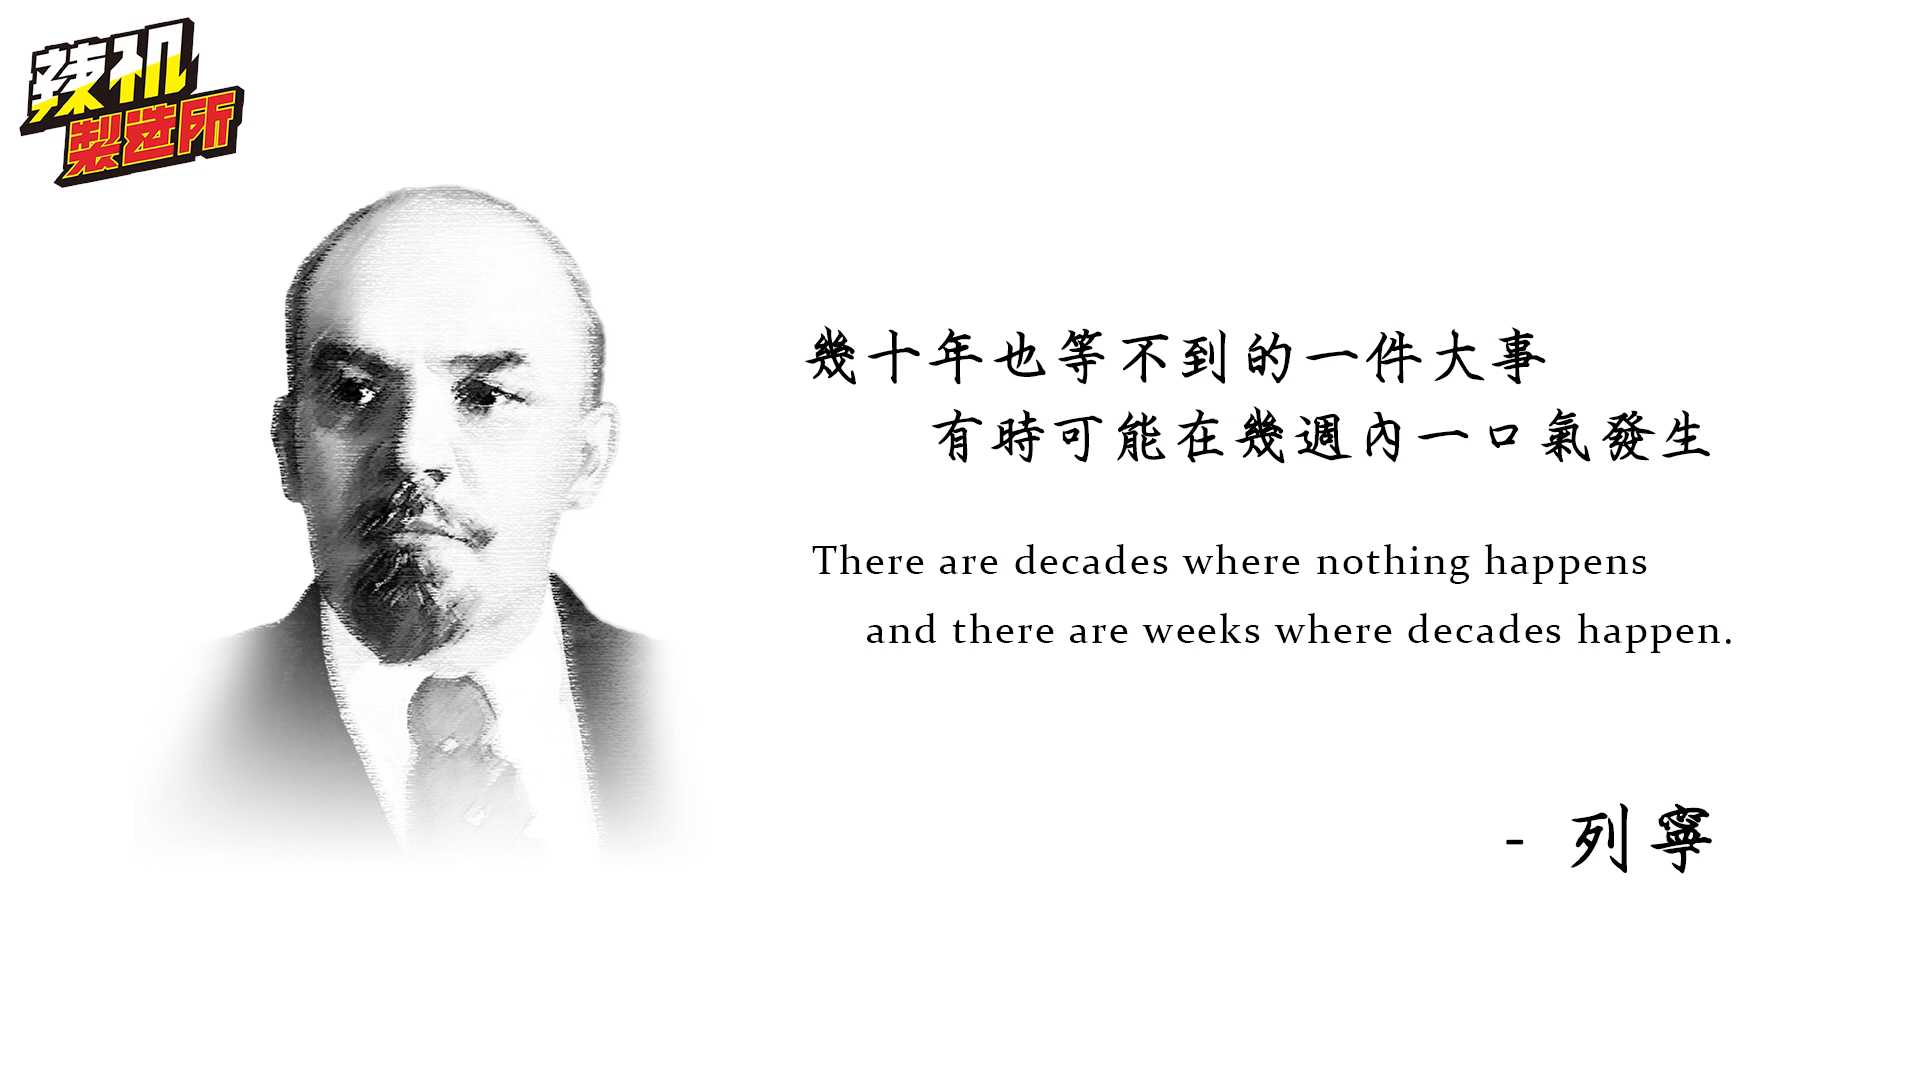 辣机
製造所
幾十年也等不到的一件大事
有時可能在幾週內一口氣發生
There are decades where nothing happens
and there are weeks where decades happen.
- 列寧